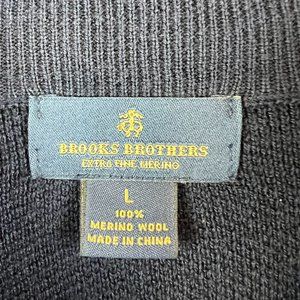 BROOKS BROTHERS
EXTRA FINE MERINO
L
100%
MERINO WOOL
MADE IN CHINA